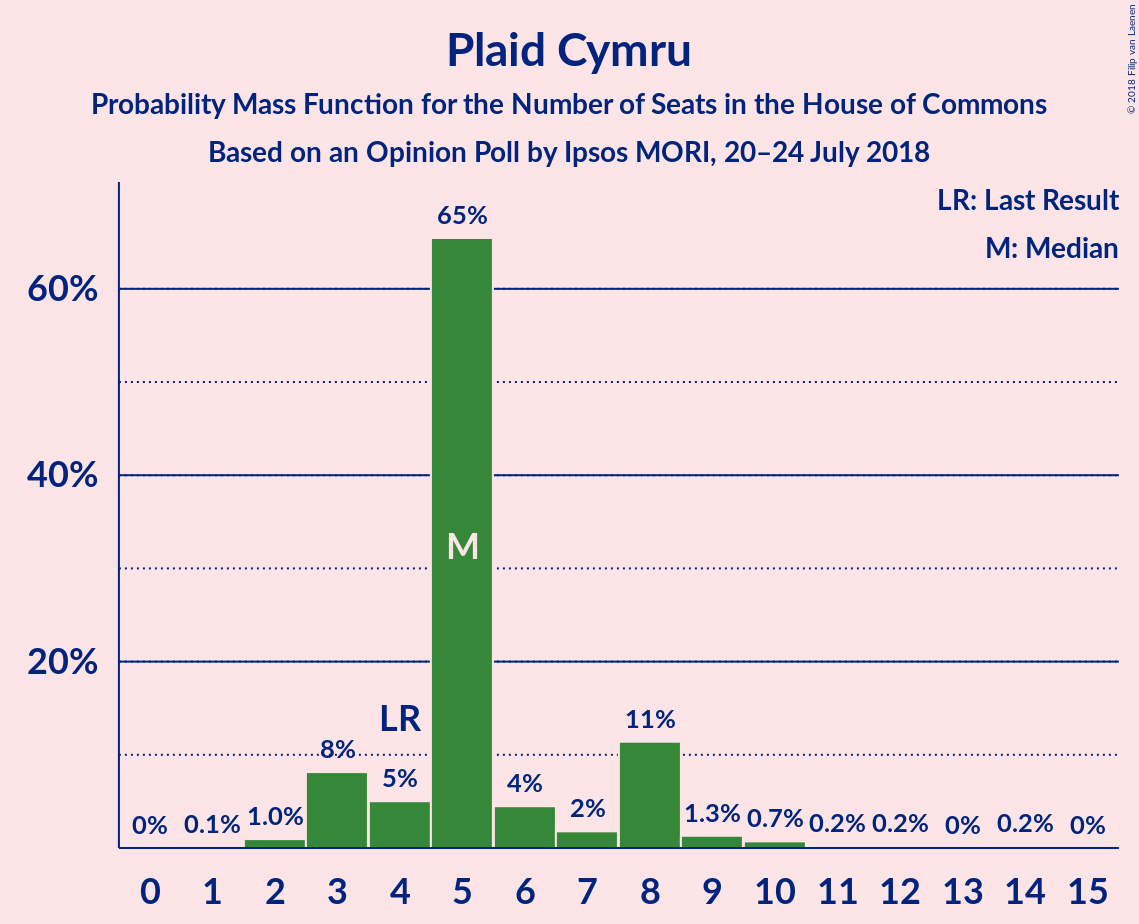 Plaid Cymru
Probability Mass Function for the Number of Seats in the House of Commons
Based on an Opinion Poll by Ipsos MORI, 20–24 July 2018
© 2018 Filip van Laenen
LR: Last Result
M: Median
60%
40%
20%
0%
0.1%
1.0%
8%
LR
5%
65%
M
4%
2%
11%
1.3%
0.7%
0.2%
0.2%
0%
0.2%
0%
0 1 2 3 4 5 6 7 8 9 10 11 12 13 14 15